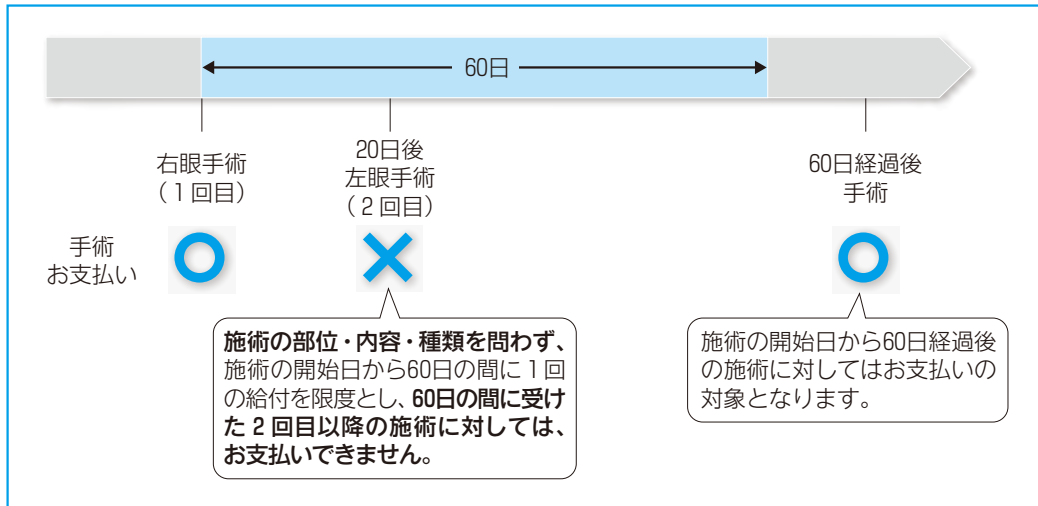 60日
右眼手術
（1回目）
20日後
左眼手術
（2回目）
60日経過後
手術
手術
お支払い
施術の部位・内容・種類を問わず、
施術の開始日から60日の間に1回
の給付を限度とし、60日の間に受け
た2回目以降の施術に対しては、
お支払いできません。
施術の開始日から60日経過後
の施術に対してはお支払いの
対象となります。